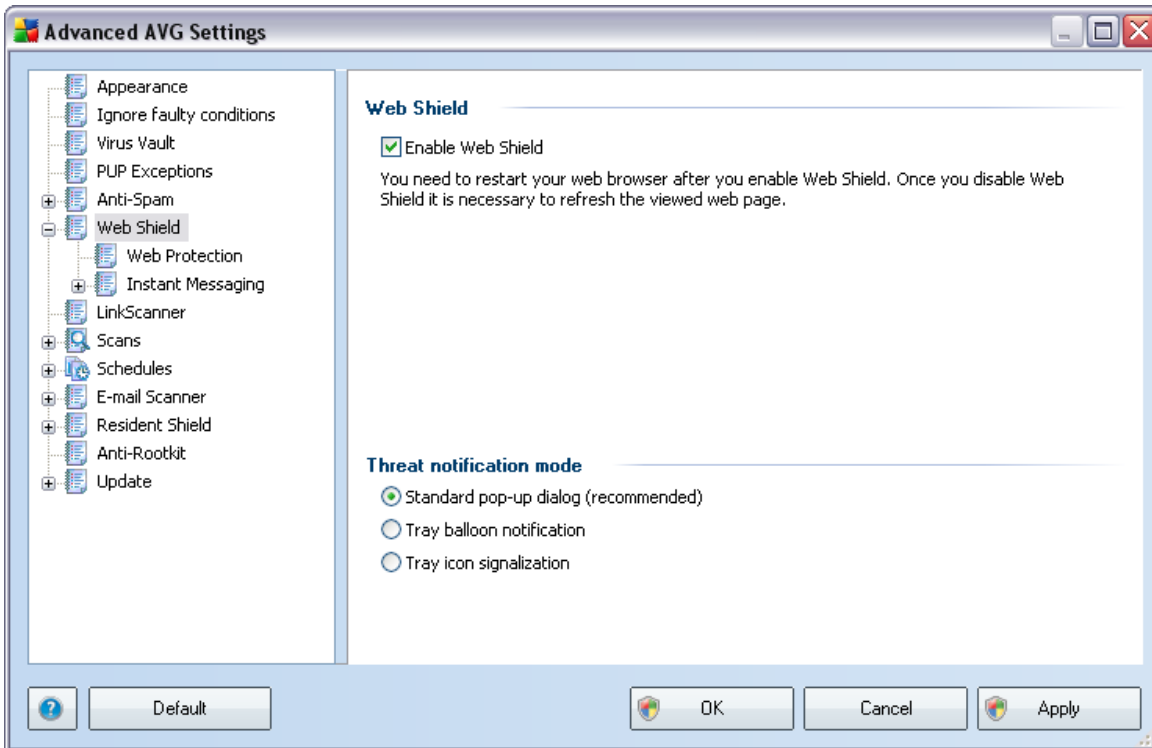 Advanced AVG Settings
Appearance
Ignore faulty conditions
Virus Vault
PUP Exceptions
Anti-Spam
Web Shield
Web Protection
Instant Messaging
LinkScanner
Scans
Schedules
E-mail Scanner
Resident Shield
Anti-Rootkit
Update
Web Shield
Enable Web Shield
You need to restart your web browser after you enable Web Shield. Once you disable Web
Shield it is necessary to refresh the viewed web page.
Threat notification mode
Standard pop-up dialog (recommended)
Tray balloon notification
Tray icon signalization
?
Default
OK
Cancel
Apply